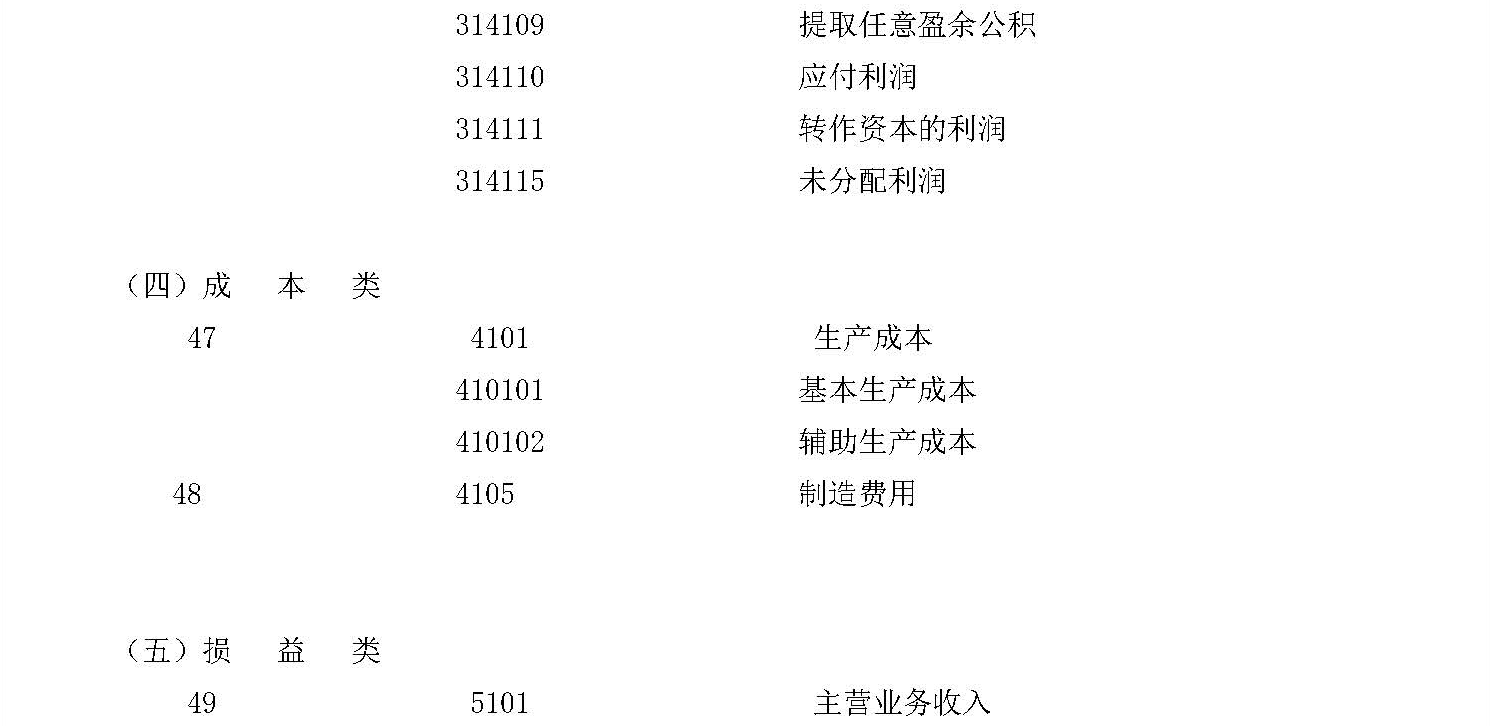 314109 提取任意盈余公积
314110 应付利润
314111 转作资本的利润
314115 未分配利润
（四）成 本 类
47 4101 生产成本
410101 基本生产成本
410102 辅助生产成本
48 4105 制造费用
（五）损 益 类
49 5101 主营业务收入